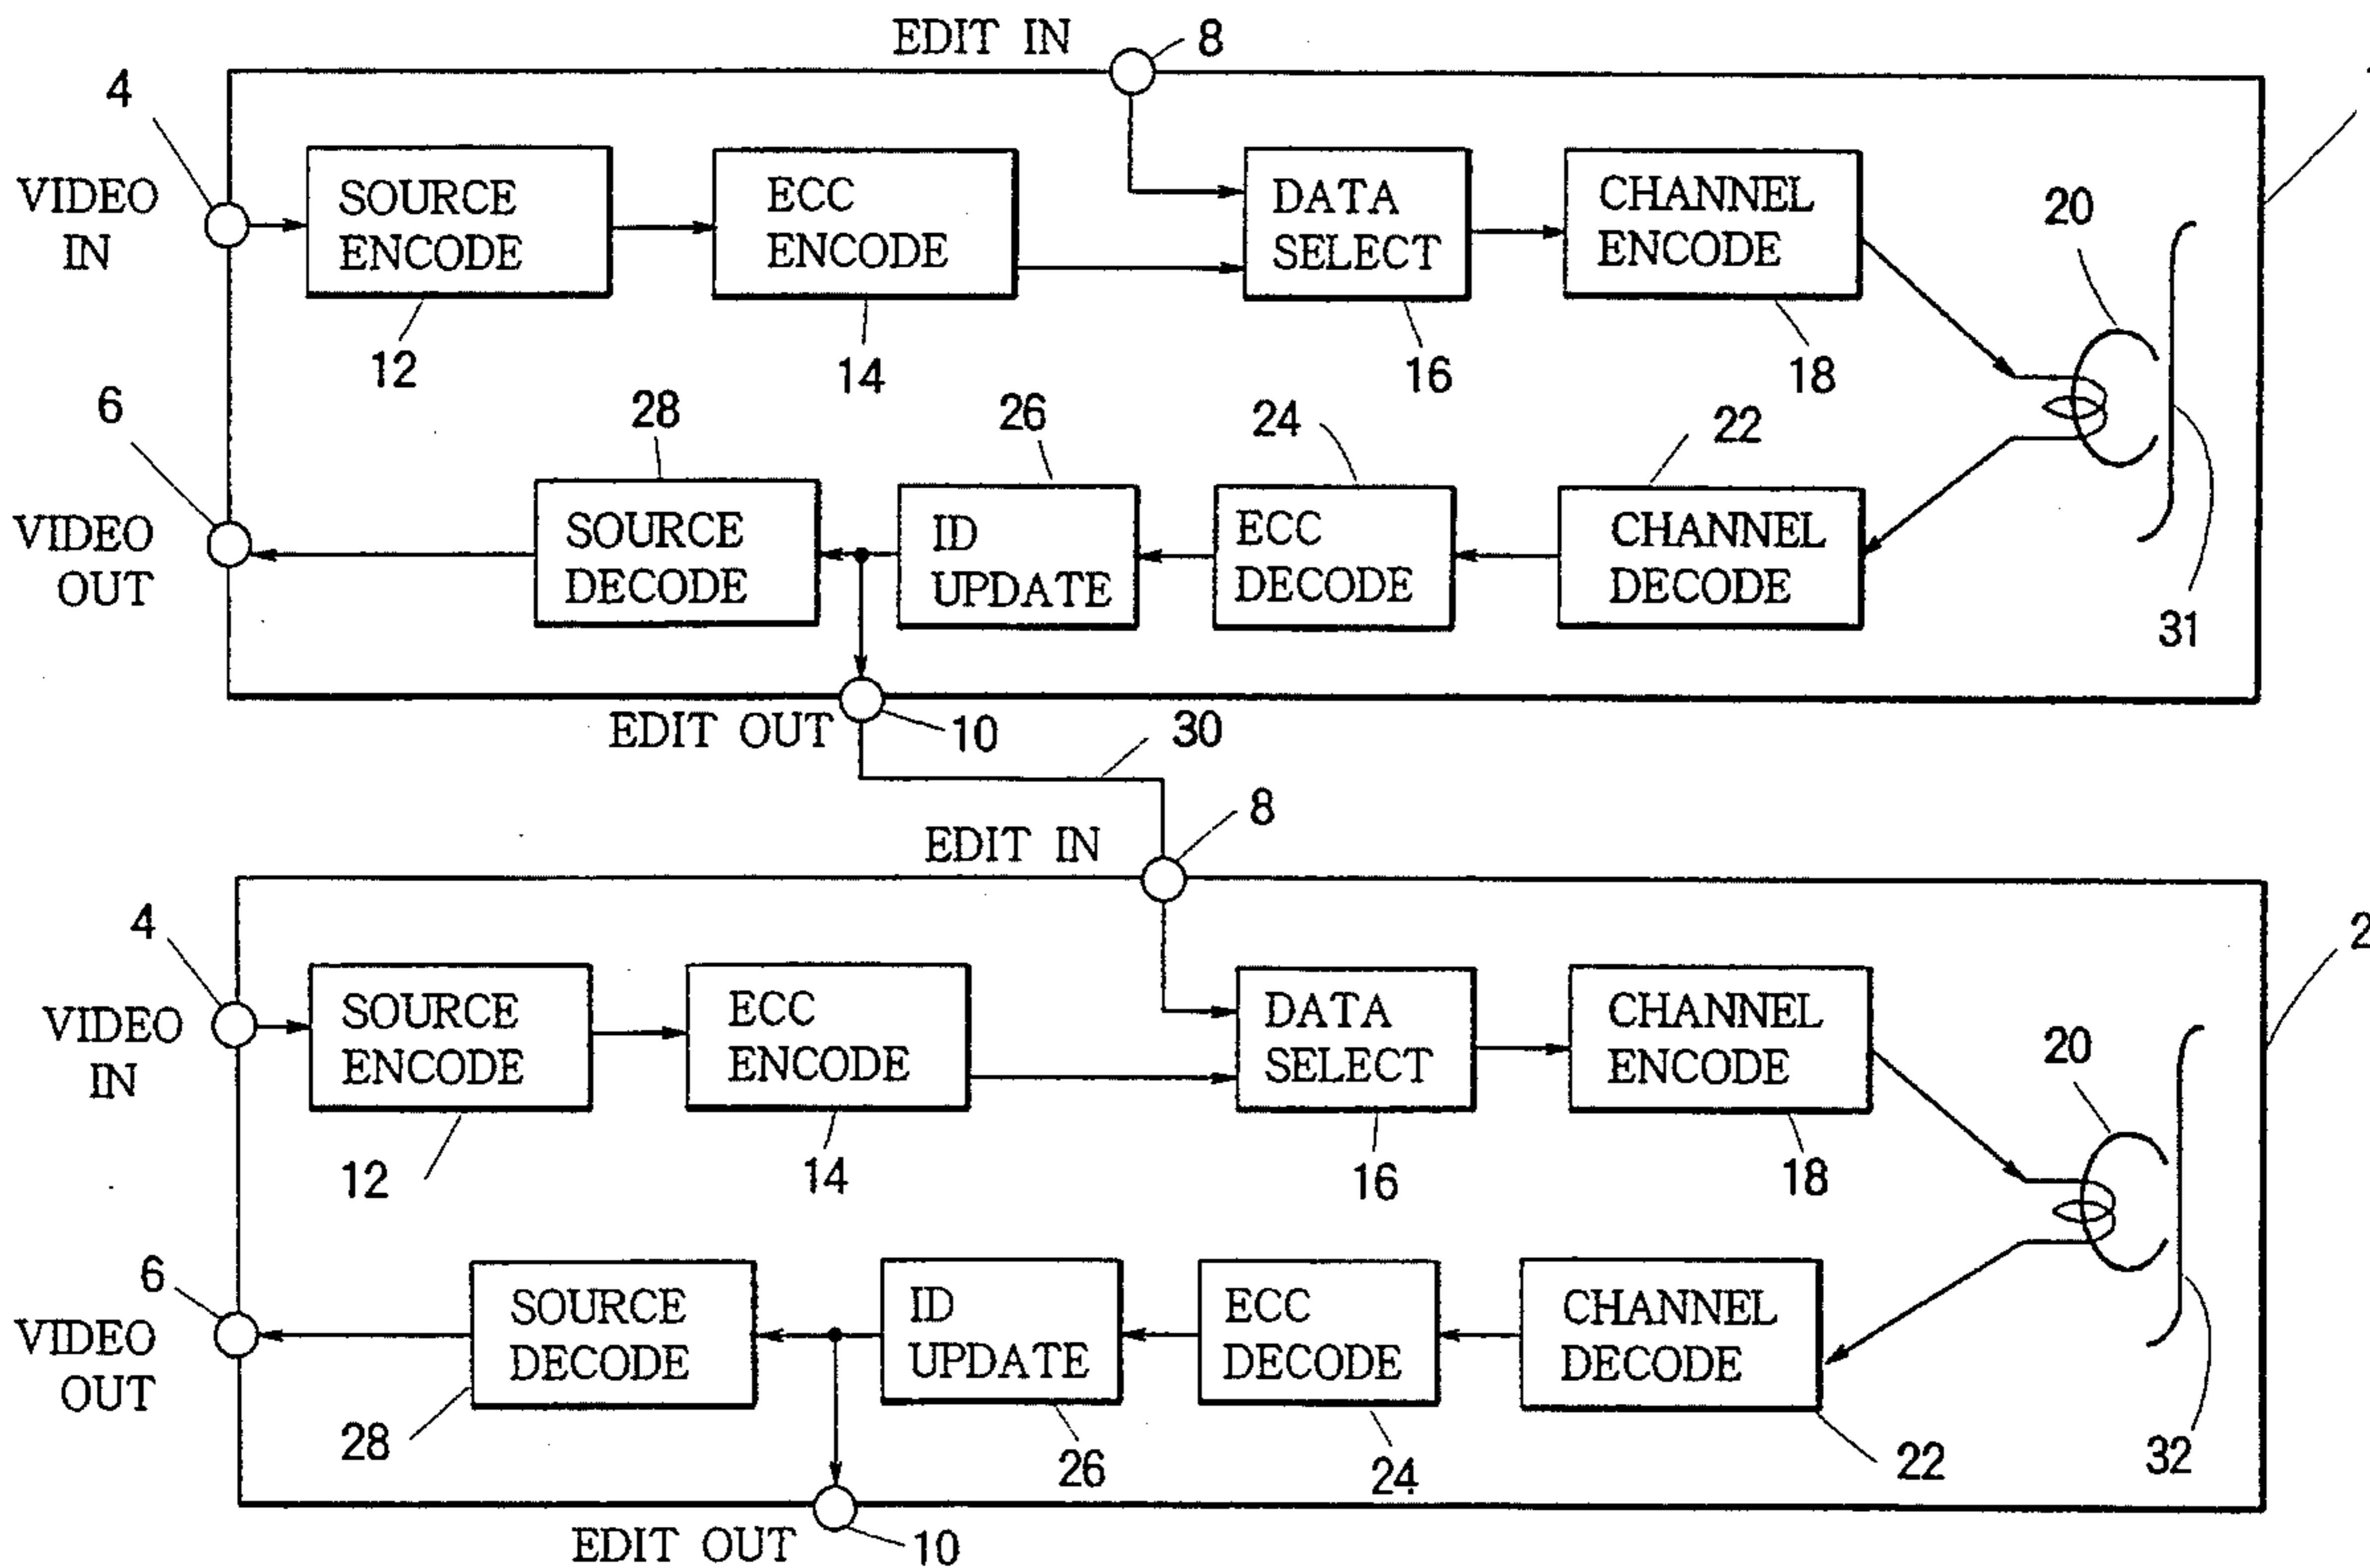 EDIT IN 8
4
VIDEO
IN
SOURCE
ENCODE
ECC
ENCODE
DATA
SELECT
CHANNEL
ENCODE
20
12
14
16
18
6
28
26
24
22
VIDEO
OUT
SOURCE
DECODE
ID
UPDATE
ECC
DECODE
CHANNEL
DECODE
31
EDIT OUT 10
30
EDIT IN 8
4
2
VIDEO
IN
SOURCE
ENCODE
ECC
ENCODE
DATA
SELECT
CHANNEL
ENCODE
20
12
14
16
18
6
VIDEO
OUT
SOURCE
DECODE
ID
UPDATE
ECC
DECODE
CHANNEL
DECODE
28
26
24
22
32
EDIT OUT 10